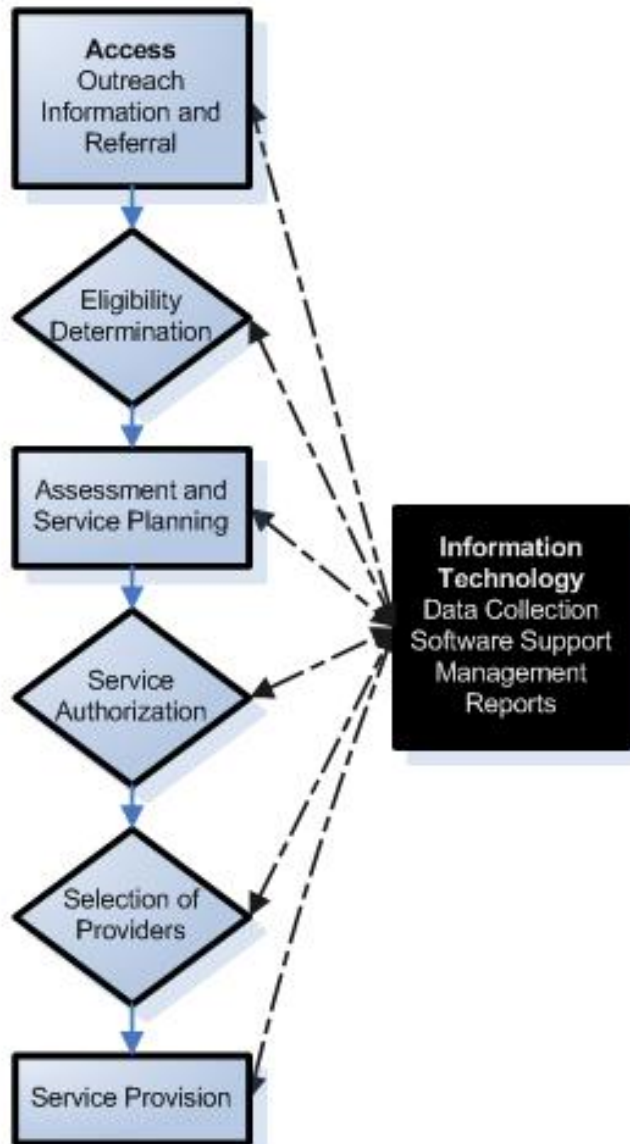 Access
Outreach
Information and
Referral
Eligibility
Determination
Assessment and
Service Planning
Service
Authorization
Selection of
Providers
Service Provision
Information
Technology
Data Collection
Software Support
Management
Reports